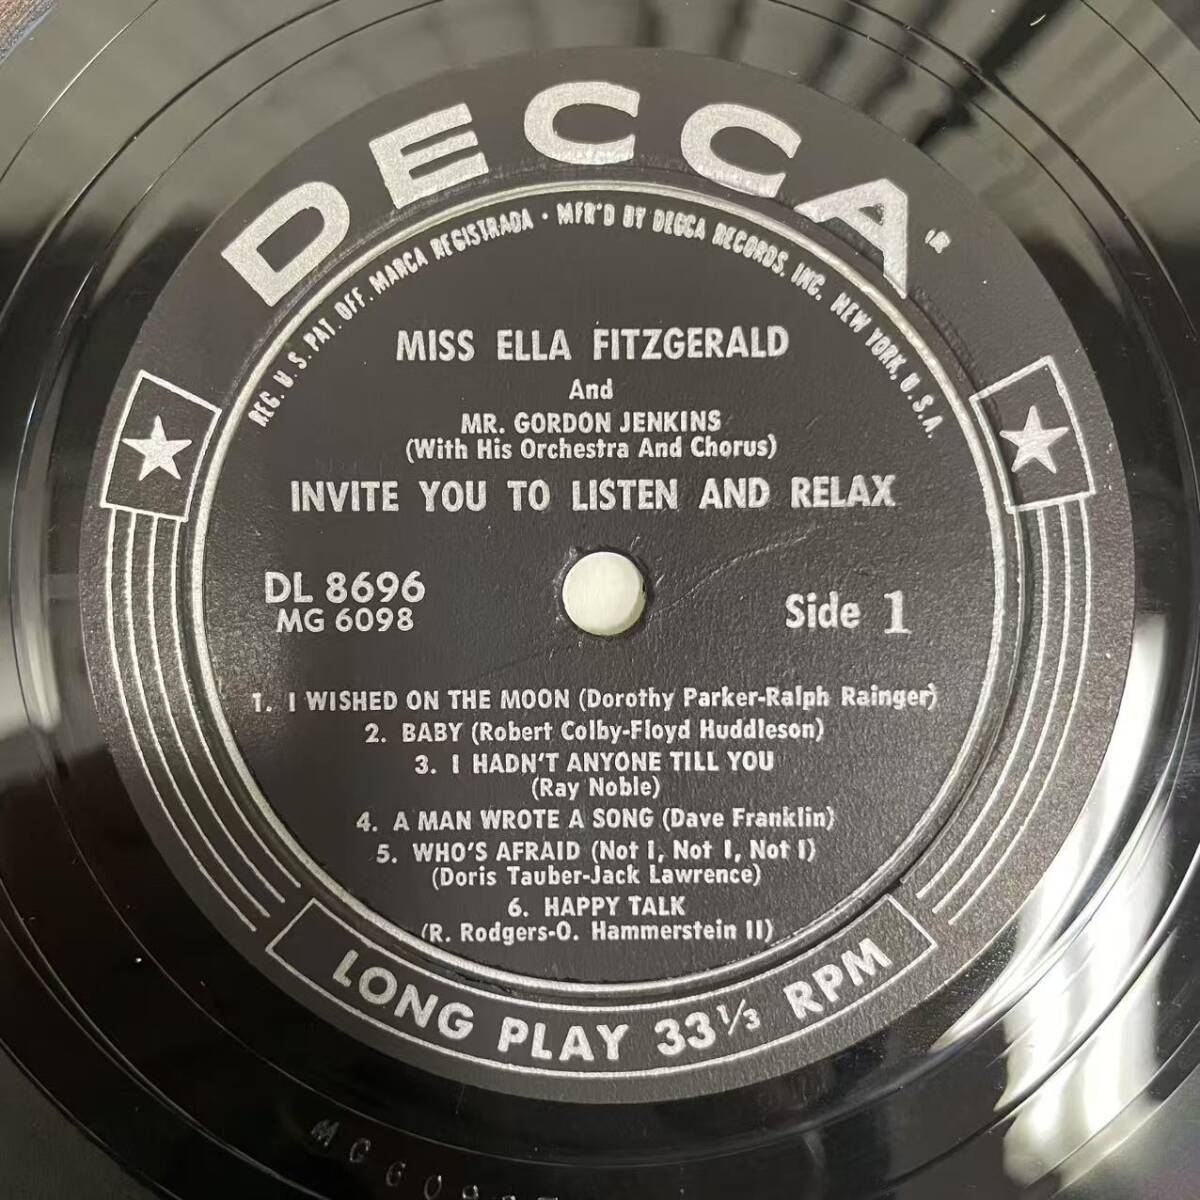 DECCA
®
REG. U.S. PAT. OFF. MARCA REGISTRADA · MFR'D BY DECCA RECORDS, INC. NEW YORK, U.S.A.
MISS ELLA FITZGERALD
And
MR. GORDON JENKINS
(With His Orchestra And Chorus)
INVITE YOU TO LISTEN AND RELAX
DL 8696
MG 6098
Side 1
1. I WISHED ON THE MOON (Dorothy Parker-Ralph Rainger)
2. BABY (Robert Colby-Floyd Huddleson)
3. I HADN'T ANYONE TILL YOU
(Ray Noble)
4. A MAN WROTE A SONG (Dave Franklin)
5. WHO'S AFRAID (Not I, Not I, Not I)
(Doris Tauber-Jack Lawrence)
6. HAPPY TALK
(R. Rodgers-O. Hammerstein II)
LONG PLAY 33 1/3 RPM